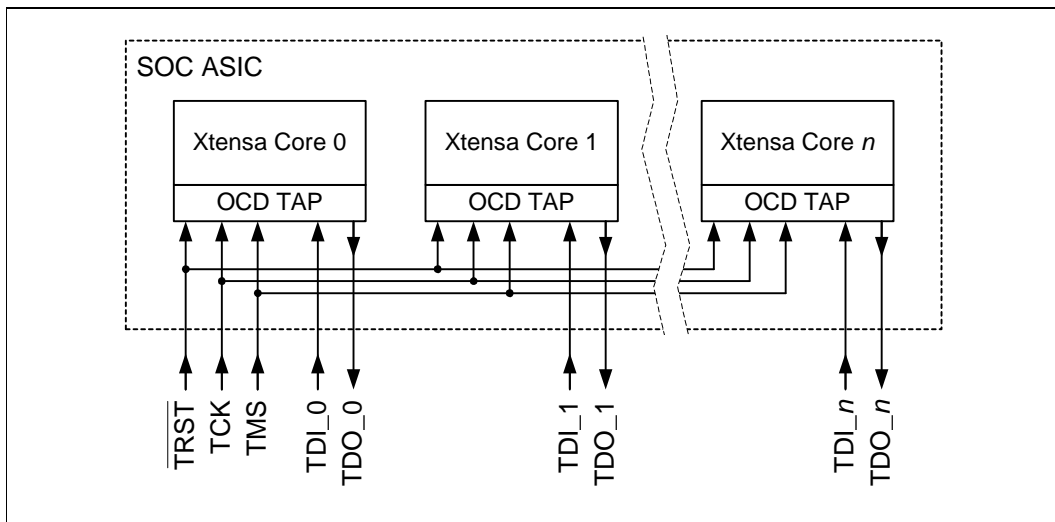 SOC ASIC
Xtensa Core 0
Xtensa Core 1
Xtensa Core n
OCD TAP
OCD TAP
OCD TAP
TRST
TCK
TMS
TDI_0
TDO_0
TDI_1
TDO_1
TDI_n
TDO_n